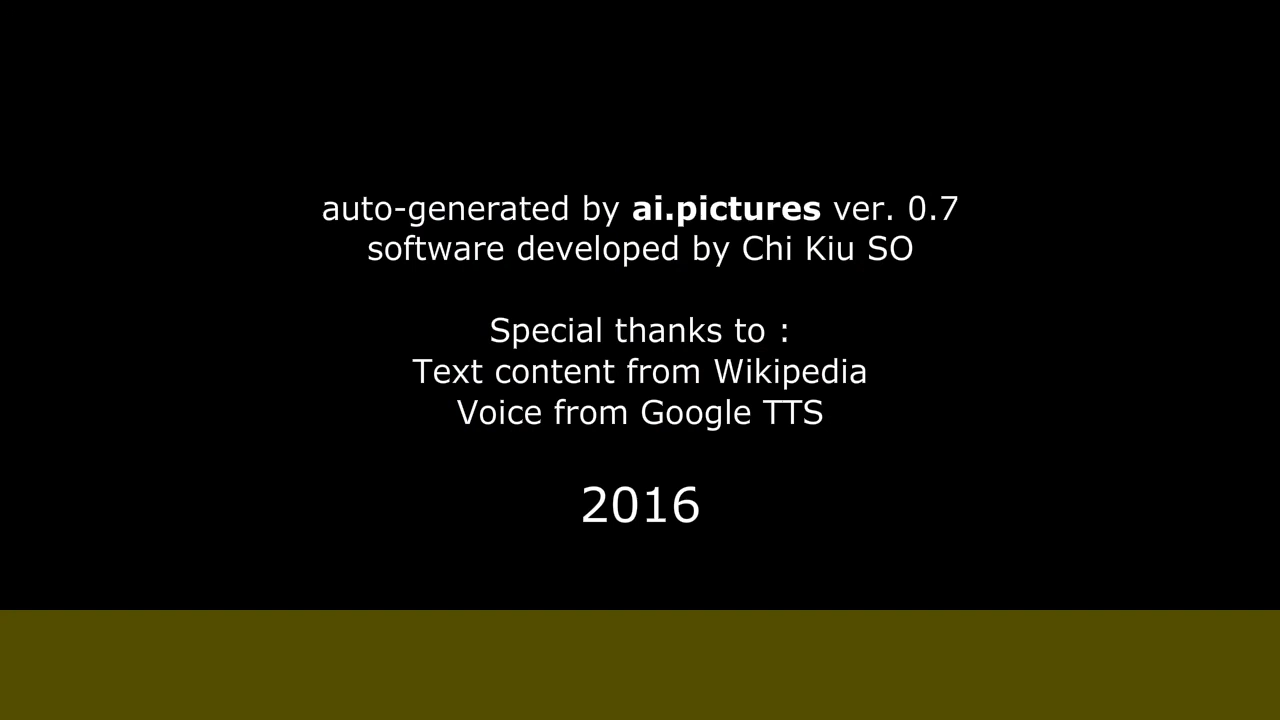 auto-generated by ai.pictures ver. 0.7
software developed by Chi Kiu SO
Special thanks to :
Text content from Wikipedia
Voice from Google TTS
2016